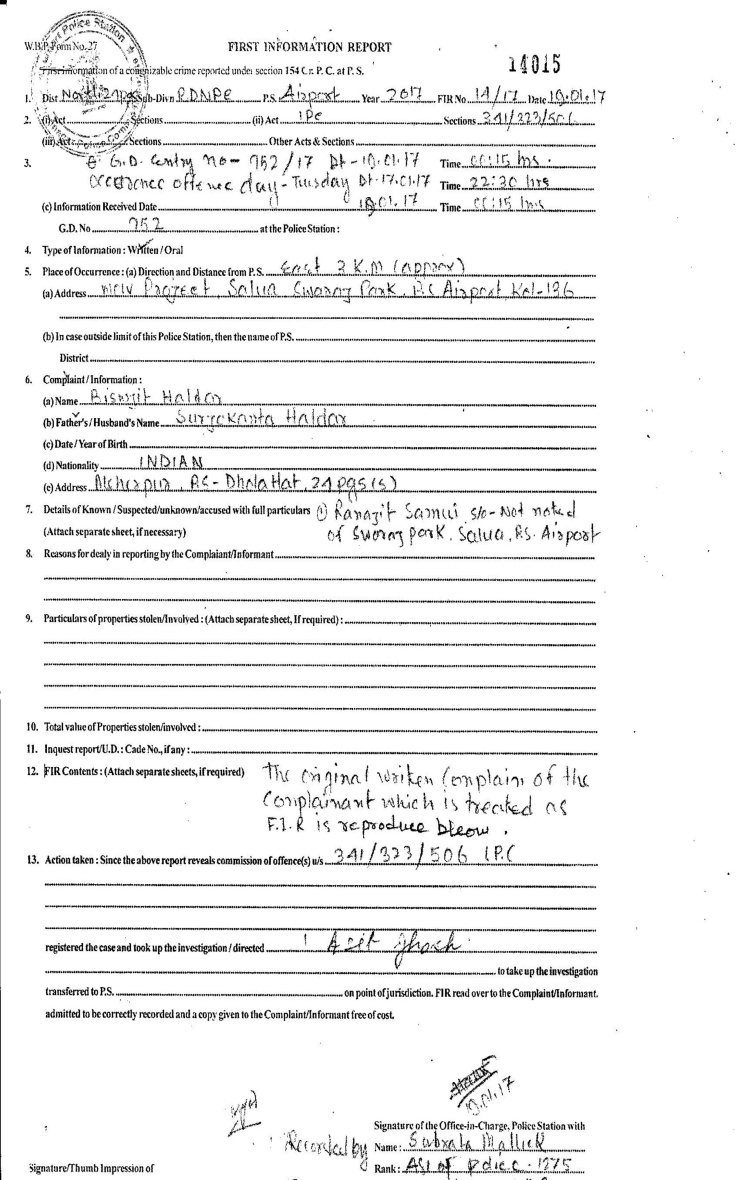 W.B.P. Form No. 27
FIRST INFORMATION REPORT
14015
First information of a cognizable crime reported under section 154 Cr. P. C. at P. S.
1. Dist North 24 pgs Sub-Divn P.S. Airport Year 2017 FIR No 14/17 Date 19.01.17
2. (i) Act Sections (ii) Act IPC Sections 341/323/506
(iii) Act Sections Other Acts & Sections
3. G.D. entry no - 952/17 Dt - 19.01.17 Time 00:15 hrs.
occurrence offence day - Tuesday Dt. 17.01.17 Time 22:30 hrs
(c) Information Received Date 19.01.17 Time 00:15 hrs
G.D. No 952 at the Police Station :
4. Type of Information : Written / Oral
5. Place of Occurrence : (a) Direction and Distance from P.S. East 3 K.M (approx)
(a) Address New Project Salua Swaraj Park, P.S Airport, Kol-136
(b) In case outside limit of this Police Station, then the name of P.S.
District
6. Complaint / Information :
(a) Name Biswajit Haldar
(b) Father's / Husband's Name Surjokanta Haldar
(c) Date / Year of Birth
(d) Nationality INDIAN
(e) Address Meherpur, P.S- DholaHat, 24 pgs (s)
7. Details of Known / Suspected/unknown/accused with full particulars (1) Ranajit Samui s/o- Not noted
(Attach separate sheet, if necessary) of Swaraj park, Salua, P.S. Airport
8. Reasons for dealy in reporting by the Complaiant/Informant
9. Particulars of properties stolen/Involved : (Attach separate sheet, If required) :
10. Total value of Properties stolen/involved :
11. Inquest report/U.D. : Cade No., if any :
12. FIR Contents : (Attach separate sheets, if required) The original wriken Complain of the
Complainant which is treated as
F.I.R is reproduce bleow.
13. Action taken : Since the above report reveals commission of offence(s) u/s 341/323/506 I.P.C
registered the case and took up the investigation / directed Asit Ghosh
to take up the investigation
transferred to P.S. on point of jurisdiction. FIR read over to the Complaint/Informant.
admitted to be correctly recorded and a copy given to the Complaint/Informant free of cost.
19.01.17
Signature of the Office-in-Charge, Police Station with
Recorded by Name : Subrata Mallick
Signature/Thumb Impression of Rank : ASI of Police - 1975